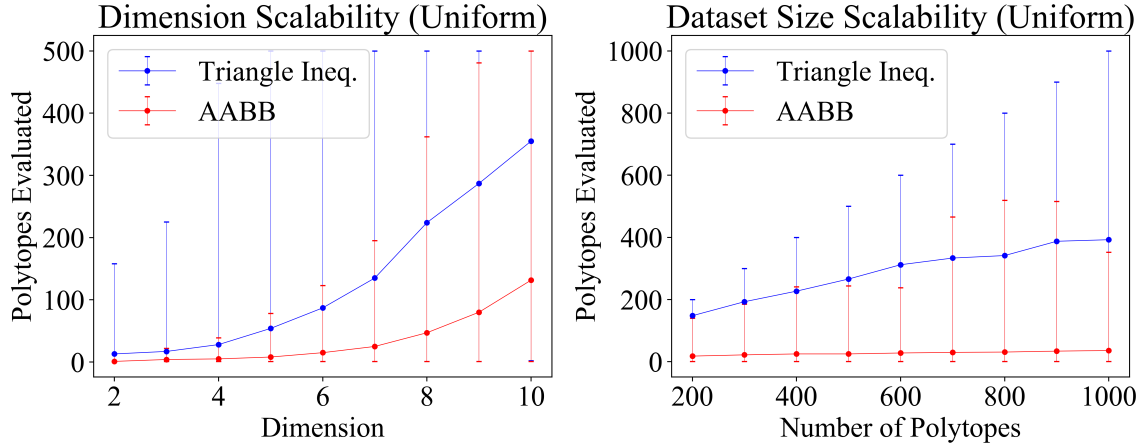 Dimension Scalability (Uniform)
500
400
300
200
100
0
Polytopes Evaluated
Triangle Ineq.
AABB
2
4
6
8
10
Dimension
Dataset Size Scalability (Uniform)
1000
800
600
400
200
0
Polytopes Evaluated
Triangle Ineq.
AABB
200
400
600
800
1000
Number of Polytopes